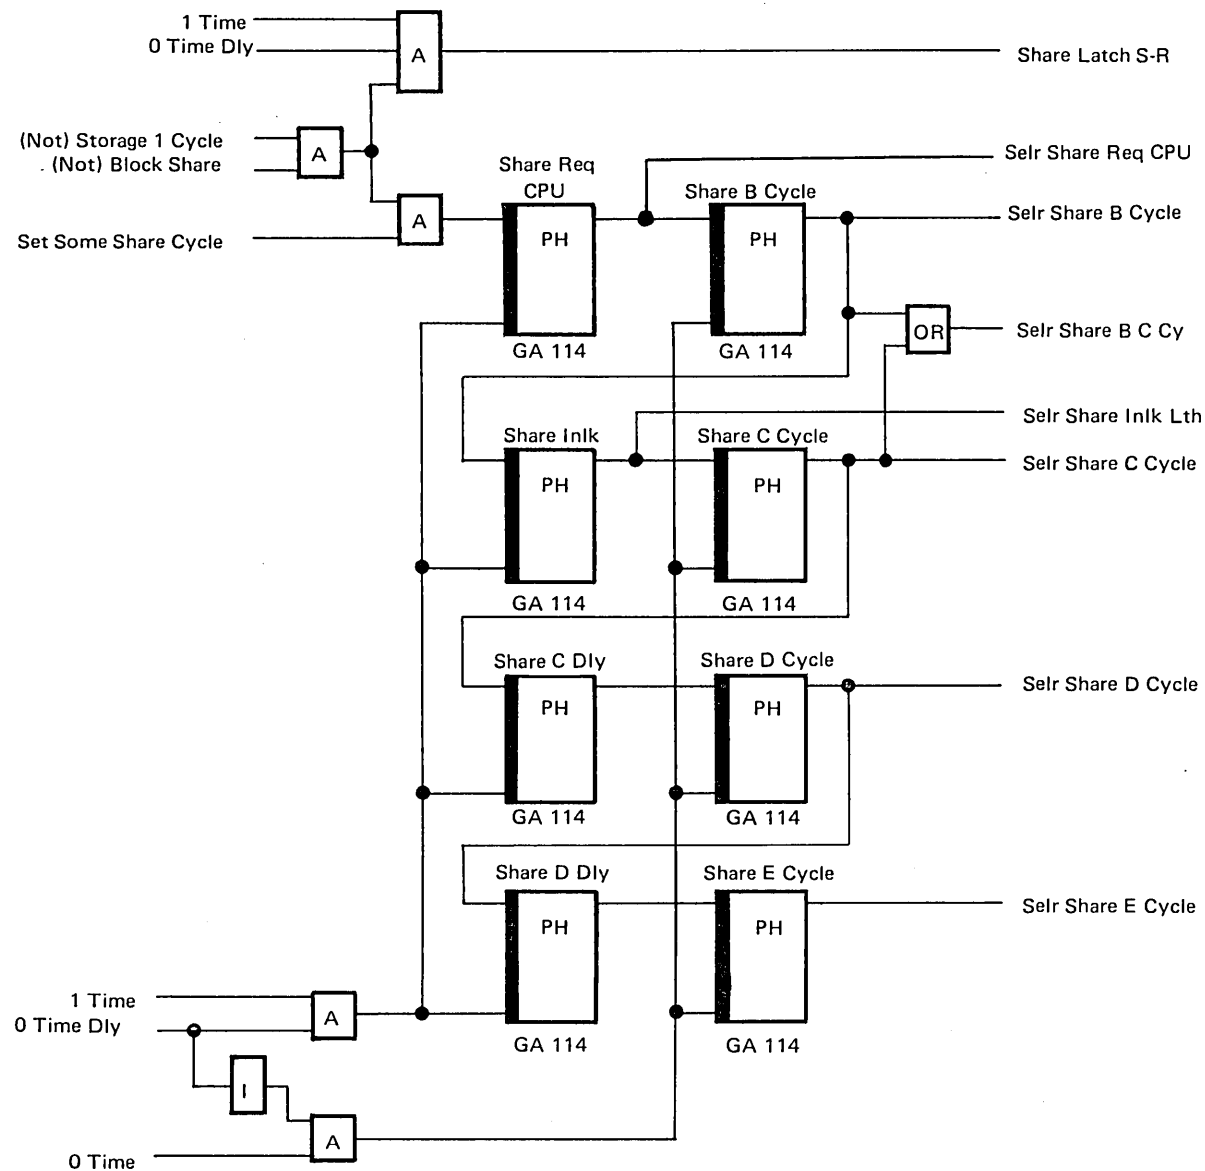 1 Time
0 Time Dly
A
Share Latch S-R
(Not) Storage 1 Cycle
(Not) Block Share
A
Share Req
CPU
Share B Cycle
Selr Share Req CPU
Set Some Share Cycle
A
PH
PH
Selr Share B Cycle
GA 114
GA 114
OR
Selr Share B C Cy
Share Inlk
Share C Cycle
Selr Share Inlk Lth
PH
PH
Selr Share C Cycle
GA 114
GA 114
Share C Dly
Share D Cycle
PH
PH
Selr Share D Cycle
GA 114
GA 114
Share D Dly
Share E Cycle
PH
PH
Selr Share E Cycle
1 Time
0 Time Dly
A
GA 114
GA 114
I
0 Time
A